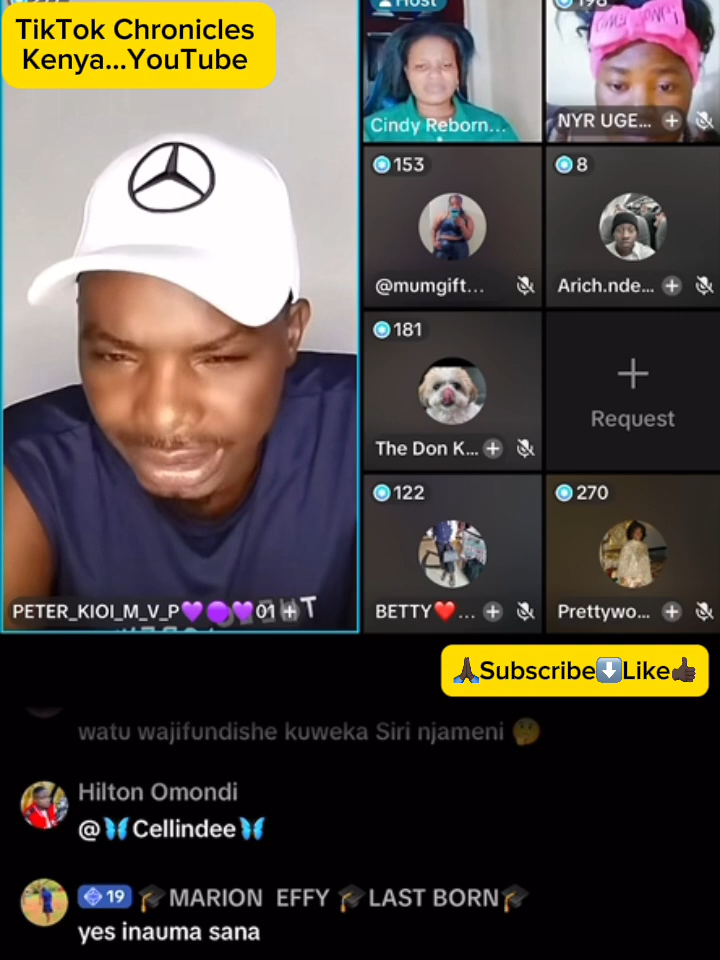 TikTok Chronicles
Kenya...YouTube
Host
198
Cindy Reborn...
NYR UGE...
153
8
@mumgift...
Arich.nde...
181
The Don K...
Request
122
270
PETER_KIOI_M_V_P💜🟣💜01
BETTY❤️...
Prettywo...
🙏🏿Subscribe⬇️Like👍🏿
watu wajifundishe kuweka Siri njameni 🤔
Hilton Omondi
@🦋Cellindee🦋
19 🎓MARION EFFY 🎓LAST BORN🎓
yes inauma sana